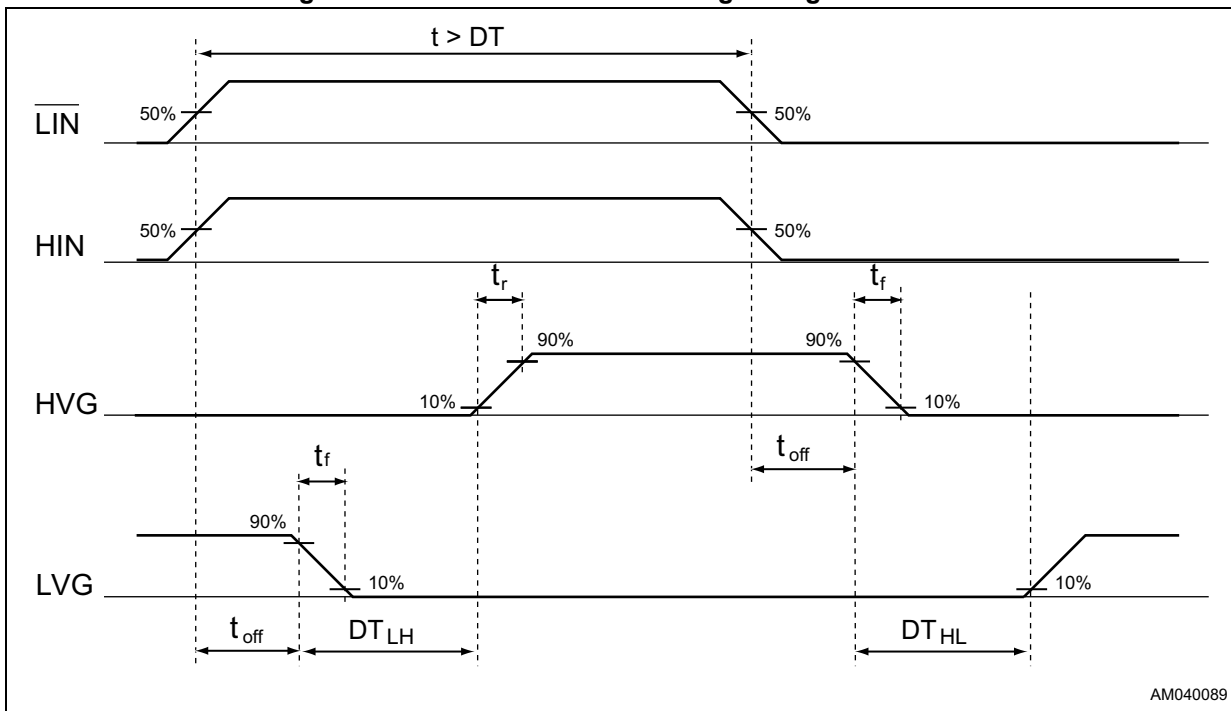 t > DT
LIN
50%
50%
HIN
50%
50%
tr
tf
90%
90%
HVG
10%
10%
tf
toff
90%
LVG
10%
10%
toff
DTLH
DTHL
AM040089